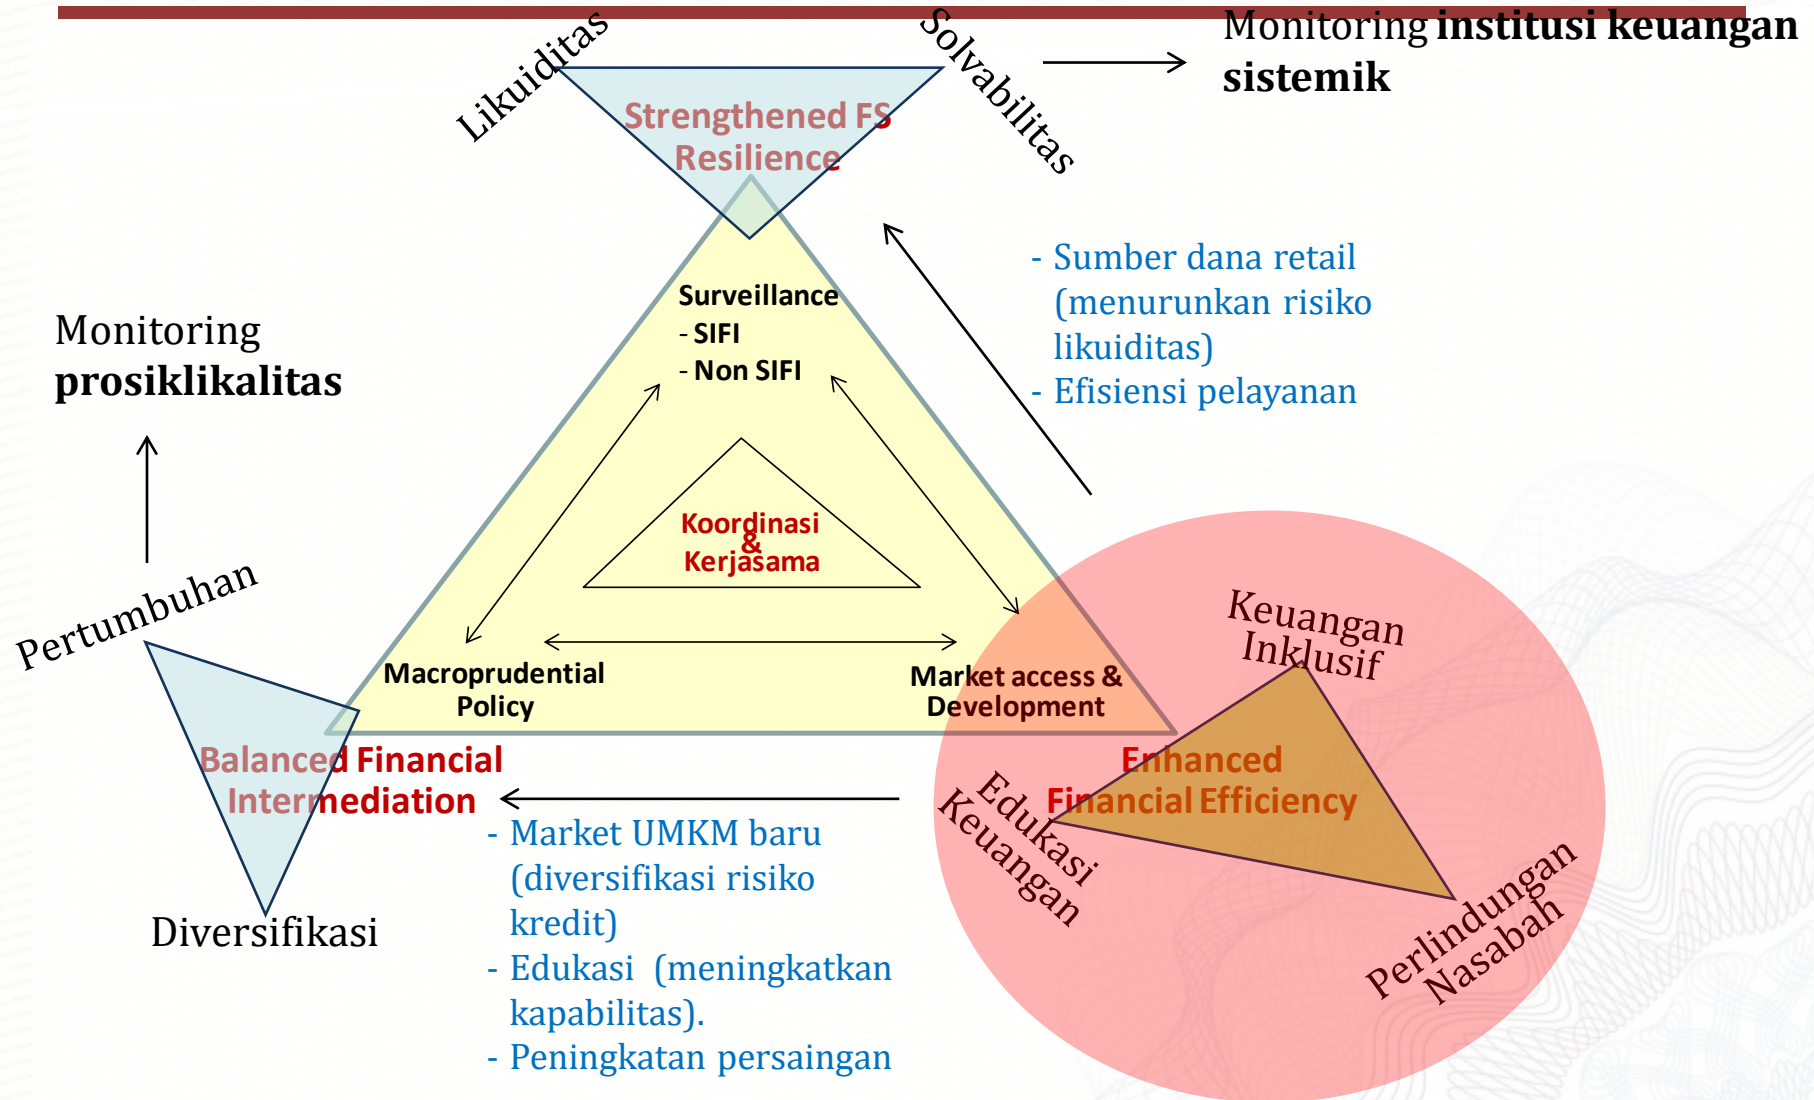 Likuiditas
Solvabilitas
Monitoring institusi keuangan
sistemik
Strengthened FS
Resilience
- Sumber dana retail
(menurunkan risiko
likuiditas)
- Efisiensi pelayanan
Surveillance
- SIFI
- Non SIFI
Monitoring
prosiklikalitas
Koordinasi
&
Kerjasama
Pertumbuhan
Keuangan
Inklusif
Macroprudential
Policy
Market access &
Development
Balanced Financial
Intermediation
Enhanced
Financial Efficiency
Edukasi
Keuangan
Perlindungan
Nasabah
Diversifikasi
- Market UMKM baru
(diversifikasi risiko
kredit)
- Edukasi (meningkatkan
kapabilitas).
- Peningkatan persaingan